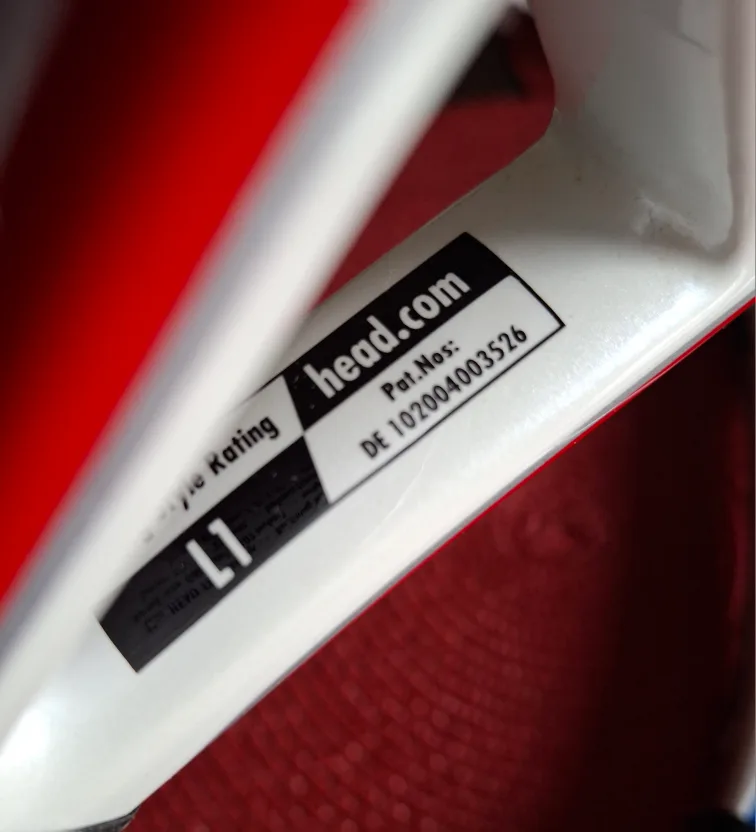 head.com
Pat.Nos:
DE 102004003526
Rating
L1